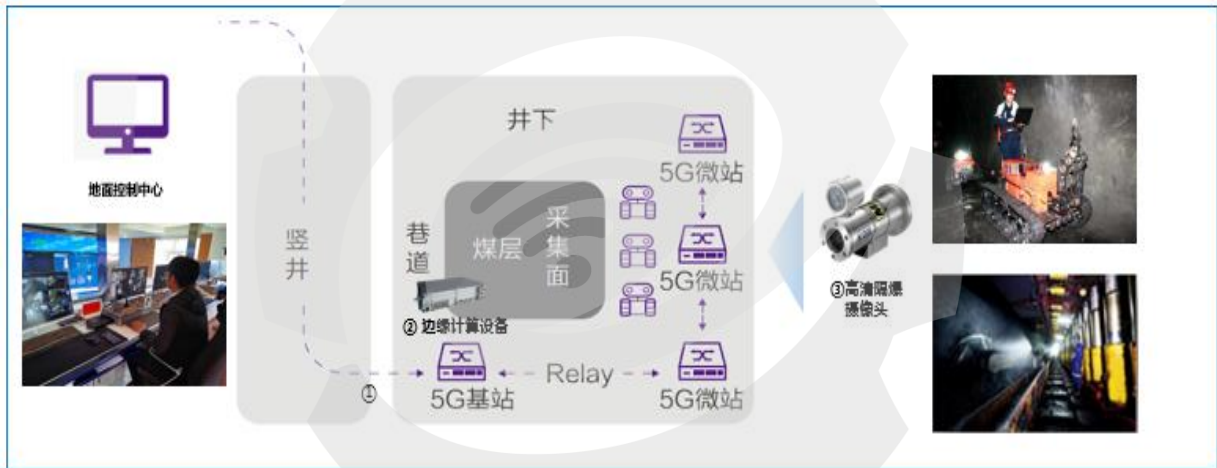 地面控制中心
竖井
①
井下
巷道
煤层
采集面
② 边缘计算设备
5G基站
Relay
5G微站
5G微站
5G微站
③高清隔爆
摄像头